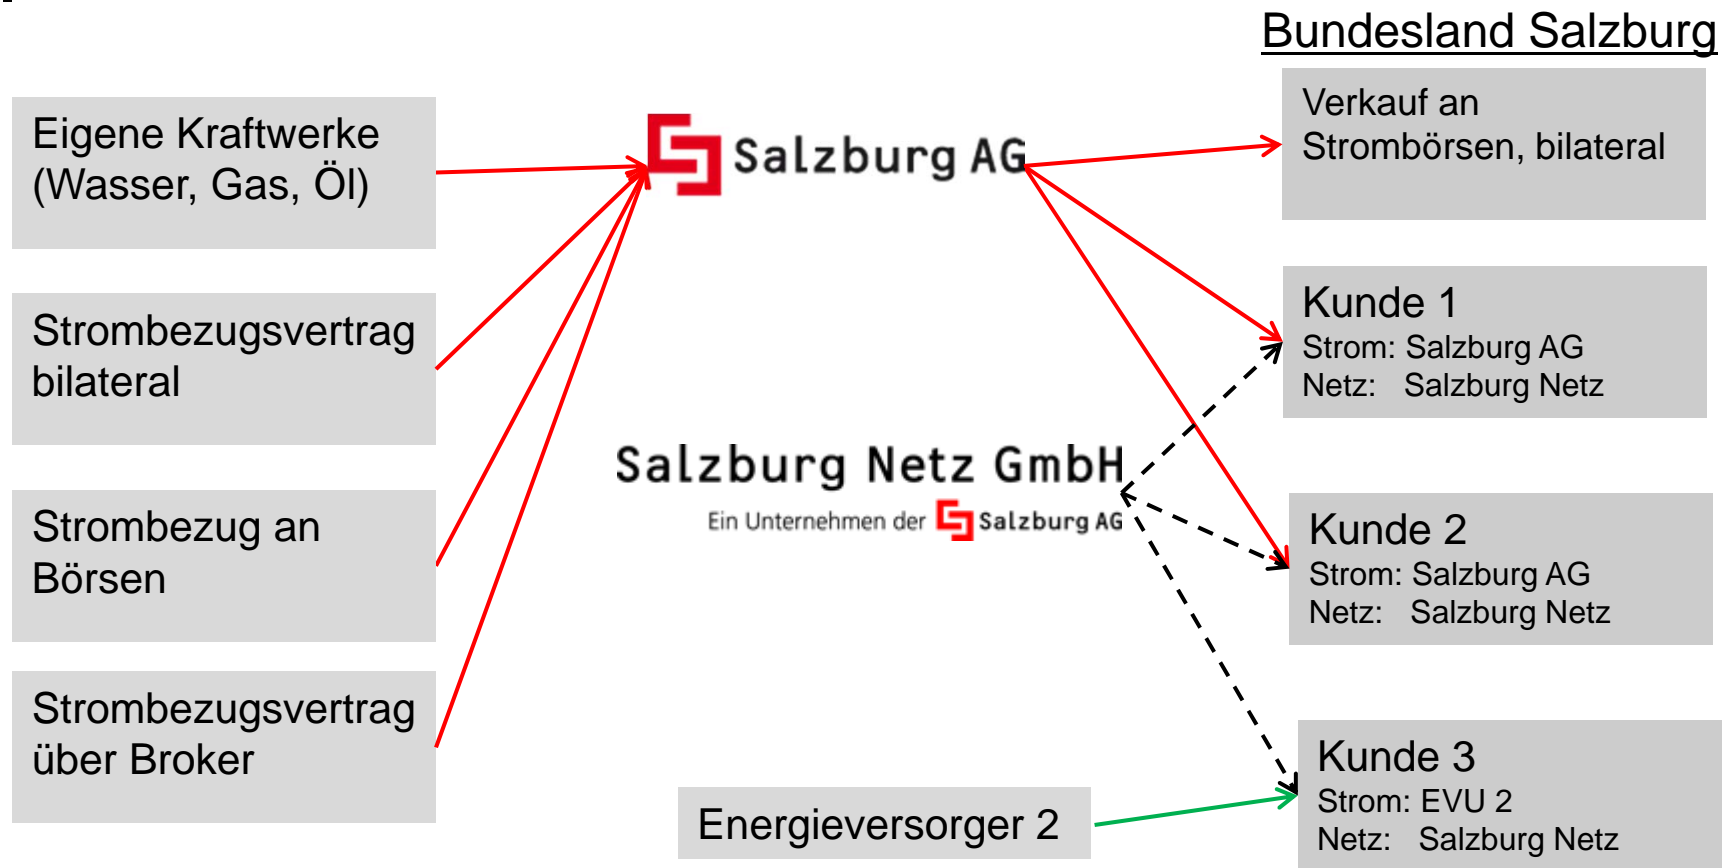 Bundesland Salzburg
Eigene Kraftwerke
(Wasser, Gas, Öl)
Strombezugsvertrag
bilateral
Strombezug an
Börsen
Strombezugsvertrag
über Broker
Salzburg AG
Salzburg Netz GmbH
Ein Unternehmen der Salzburg AG
Energieversorger 2
Verkauf an
Strombörsen, bilateral
Kunde 1
Strom: Salzburg AG
Netz: Salzburg Netz
Kunde 2
Strom: Salzburg AG
Netz: Salzburg Netz
Kunde 3
Strom: EVU 2
Netz: Salzburg Netz